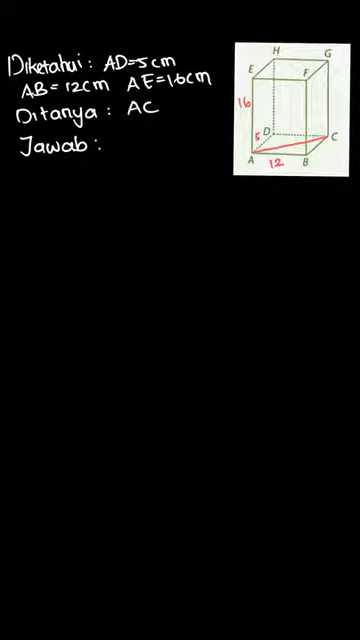 Diketahui : AD=5cm
AB=12cm AE=16cm
Ditanya : AC
Jawab :
H
G
E
F
16
5
D
C
A
12
B